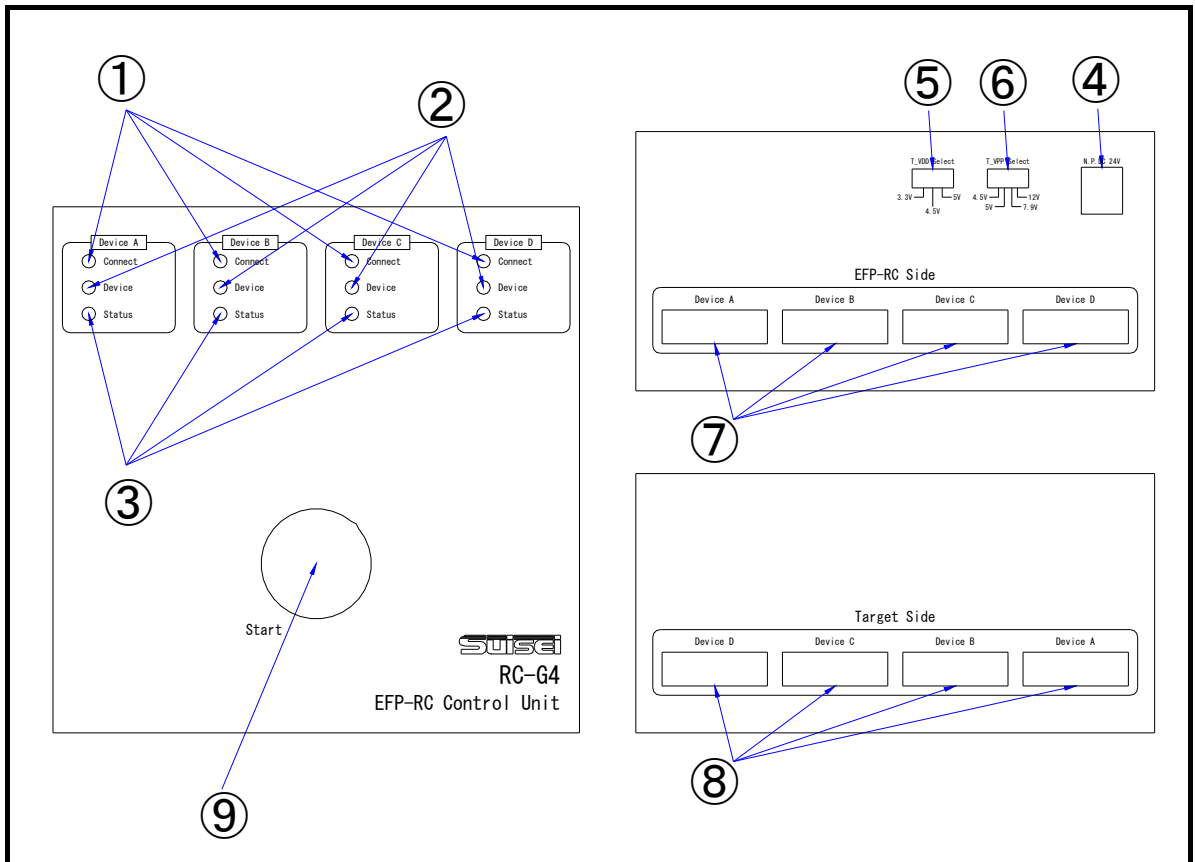 ① ②
Device A Device B Device C Device D
Connect Connect Connect Connect
Device Device Device Device
Status Status Status Status
③
Start
SUISEI
RC-G4
EFP-RC Control Unit
⑨
⑤ ⑥ ④
T_VDD Select T_VPP Select N.P. DC 24V
3.3V 5V 4.5V 12V
4.5V 5V 7.9V
EFP-RC Side
Device A Device B Device C Device D
⑦
Target Side
Device D Device C Device B Device A
⑧